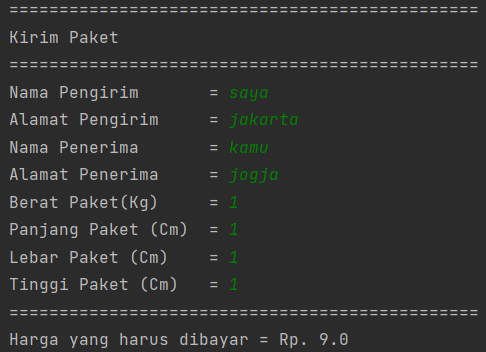 ===============================================
Kirim Paket
===============================================
Nama Pengirim       = saya
Alamat Pengirim     = jakarta
Nama Penerima       = kamu
Alamat Penerima     = jogja
Berat Paket(Kg)     = 1
Panjang Paket (Cm)  = 1
Lebar Paket (Cm)    = 1
Tinggi Paket (Cm)   = 1
===============================================
Harga yang harus dibayar = Rp. 9.0